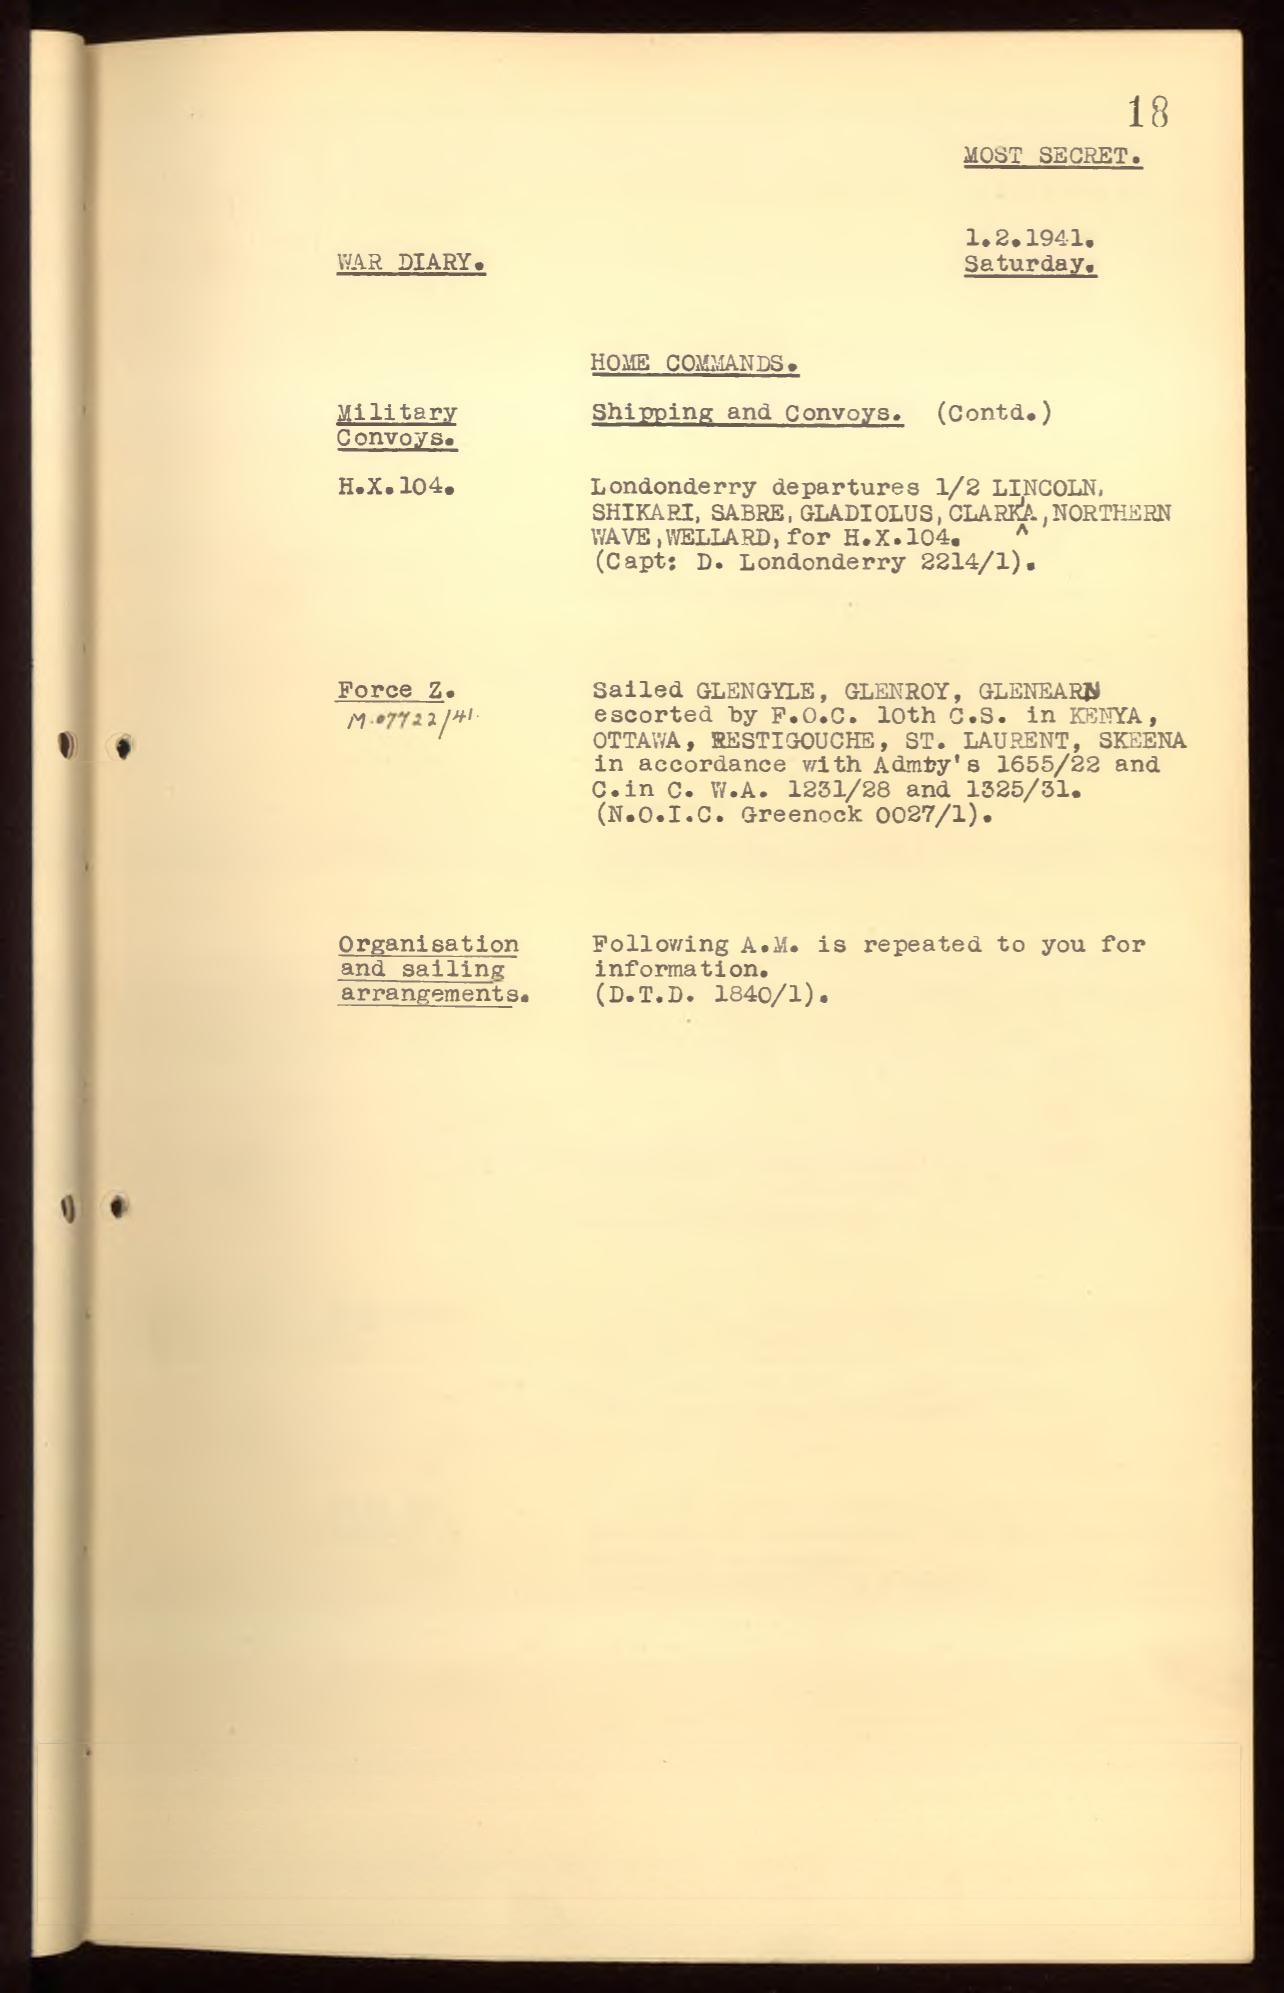 18
MOST SECRET.
1.2.1941.
WAR DIARY.
Saturday.
HOME COMMANDS.
Military
Convoys.
Shipping and Convoys. (Contd.)
H.X.104.
Londonderry departures 1/2 LINCOLN,
SHIKARI, SABRE, GLADIOLUS, CLARKIA, NORTHERN
WAVE, WELLARD, for H.X.104.
(Capt: D. Londonderry 2214/1).
Force Z.
M.07722/41.
Sailed GLENGYLE, GLENROY, GLENEARN
escorted by F.O.C. 10th C.S. in KENYA,
OTTAWA, RESTIGOUCHE, ST. LAURENT, SKEENA
in accordance with Admty's 1655/22 and
C.in C. W.A. 1231/28 and 1325/31.
(N.O.I.C. Greenock 0027/1).
Organisation
and sailing
arrangements.
Following A.M. is repeated to you for
information.
(D.T.D. 1840/1).